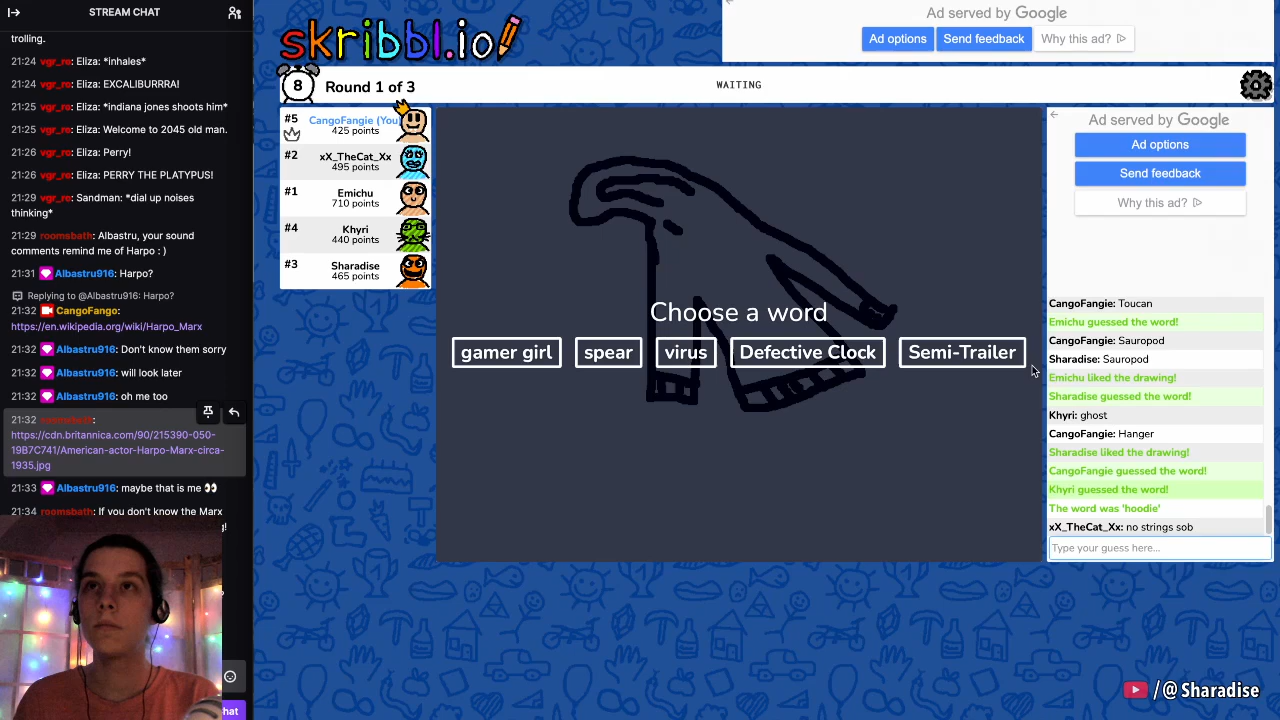 STREAM CHAT
trolling.
21:24 vgr_ro: Eliza: *inhales*
21:24 vgr_ro: Eliza: EXCALIURRRRA!
21:25 vgr_ro: Eliza: *indiana jones shoots him*
21:25 vgr_ro: Eliza: Welcome to 2045 old man.
21:26 vgr_ro: Eliza: Perry!
21:26 vgr_ro: Eliza: PERRY THE PLATYPUS!
21:29 vgr_ro: Sandman: *dial up noises
thinking*
21:29 roomsbath: Albastru, your sound
comments remind me of Harpo : )
21:31 Albastru916: Harpo?
Replying to @Albastru916: Harpo?
21:32 CangoFango:
https://en.wikipedia.org/wiki/Harpo_Marx
21:32 Albastru916: Don't know them sorry
21:32 Albastru916: will look later
21:32 Albastru916: oh me too
21:32
https://cdn.britannica.com/90/215390-050-
19B7C741/American-actor-Harpo-Marx-circa-
1935.jpg
21:33 Albastru916: maybe that is me 👀
21:34 roomsbath: If you don't know the Marx
hat
skribbl.io
8
Round 1 of 3
WAITING
Ad served by Google
Ad options
Send feedback
Why this ad?
#5 CangoFangie (You)
425 points
#2 xX_TheCat_Xx
495 points
#1 Emichu
710 points
#4 Khyri
440 points
#3 Sharadise
465 points
Choose a word
gamer girl
spear
virus
Defective Clock
Semi-Trailer
Ad served by Google
Ad options
Send feedback
Why this ad?
CangoFangie: Toucan
Emichu guessed the word!
CangoFangie: Sauropod
Sharadise: Sauropod
Emichu liked the drawing!
Sharadise guessed the word!
Khyri: ghost
CangoFangie: Hanger
Sharadise liked the drawing!
CangoFangie guessed the word!
Khyri guessed the word!
The word was 'hoodie'
xX_TheCat_Xx: no strings sob
Type your guess here...
/@Sharadise